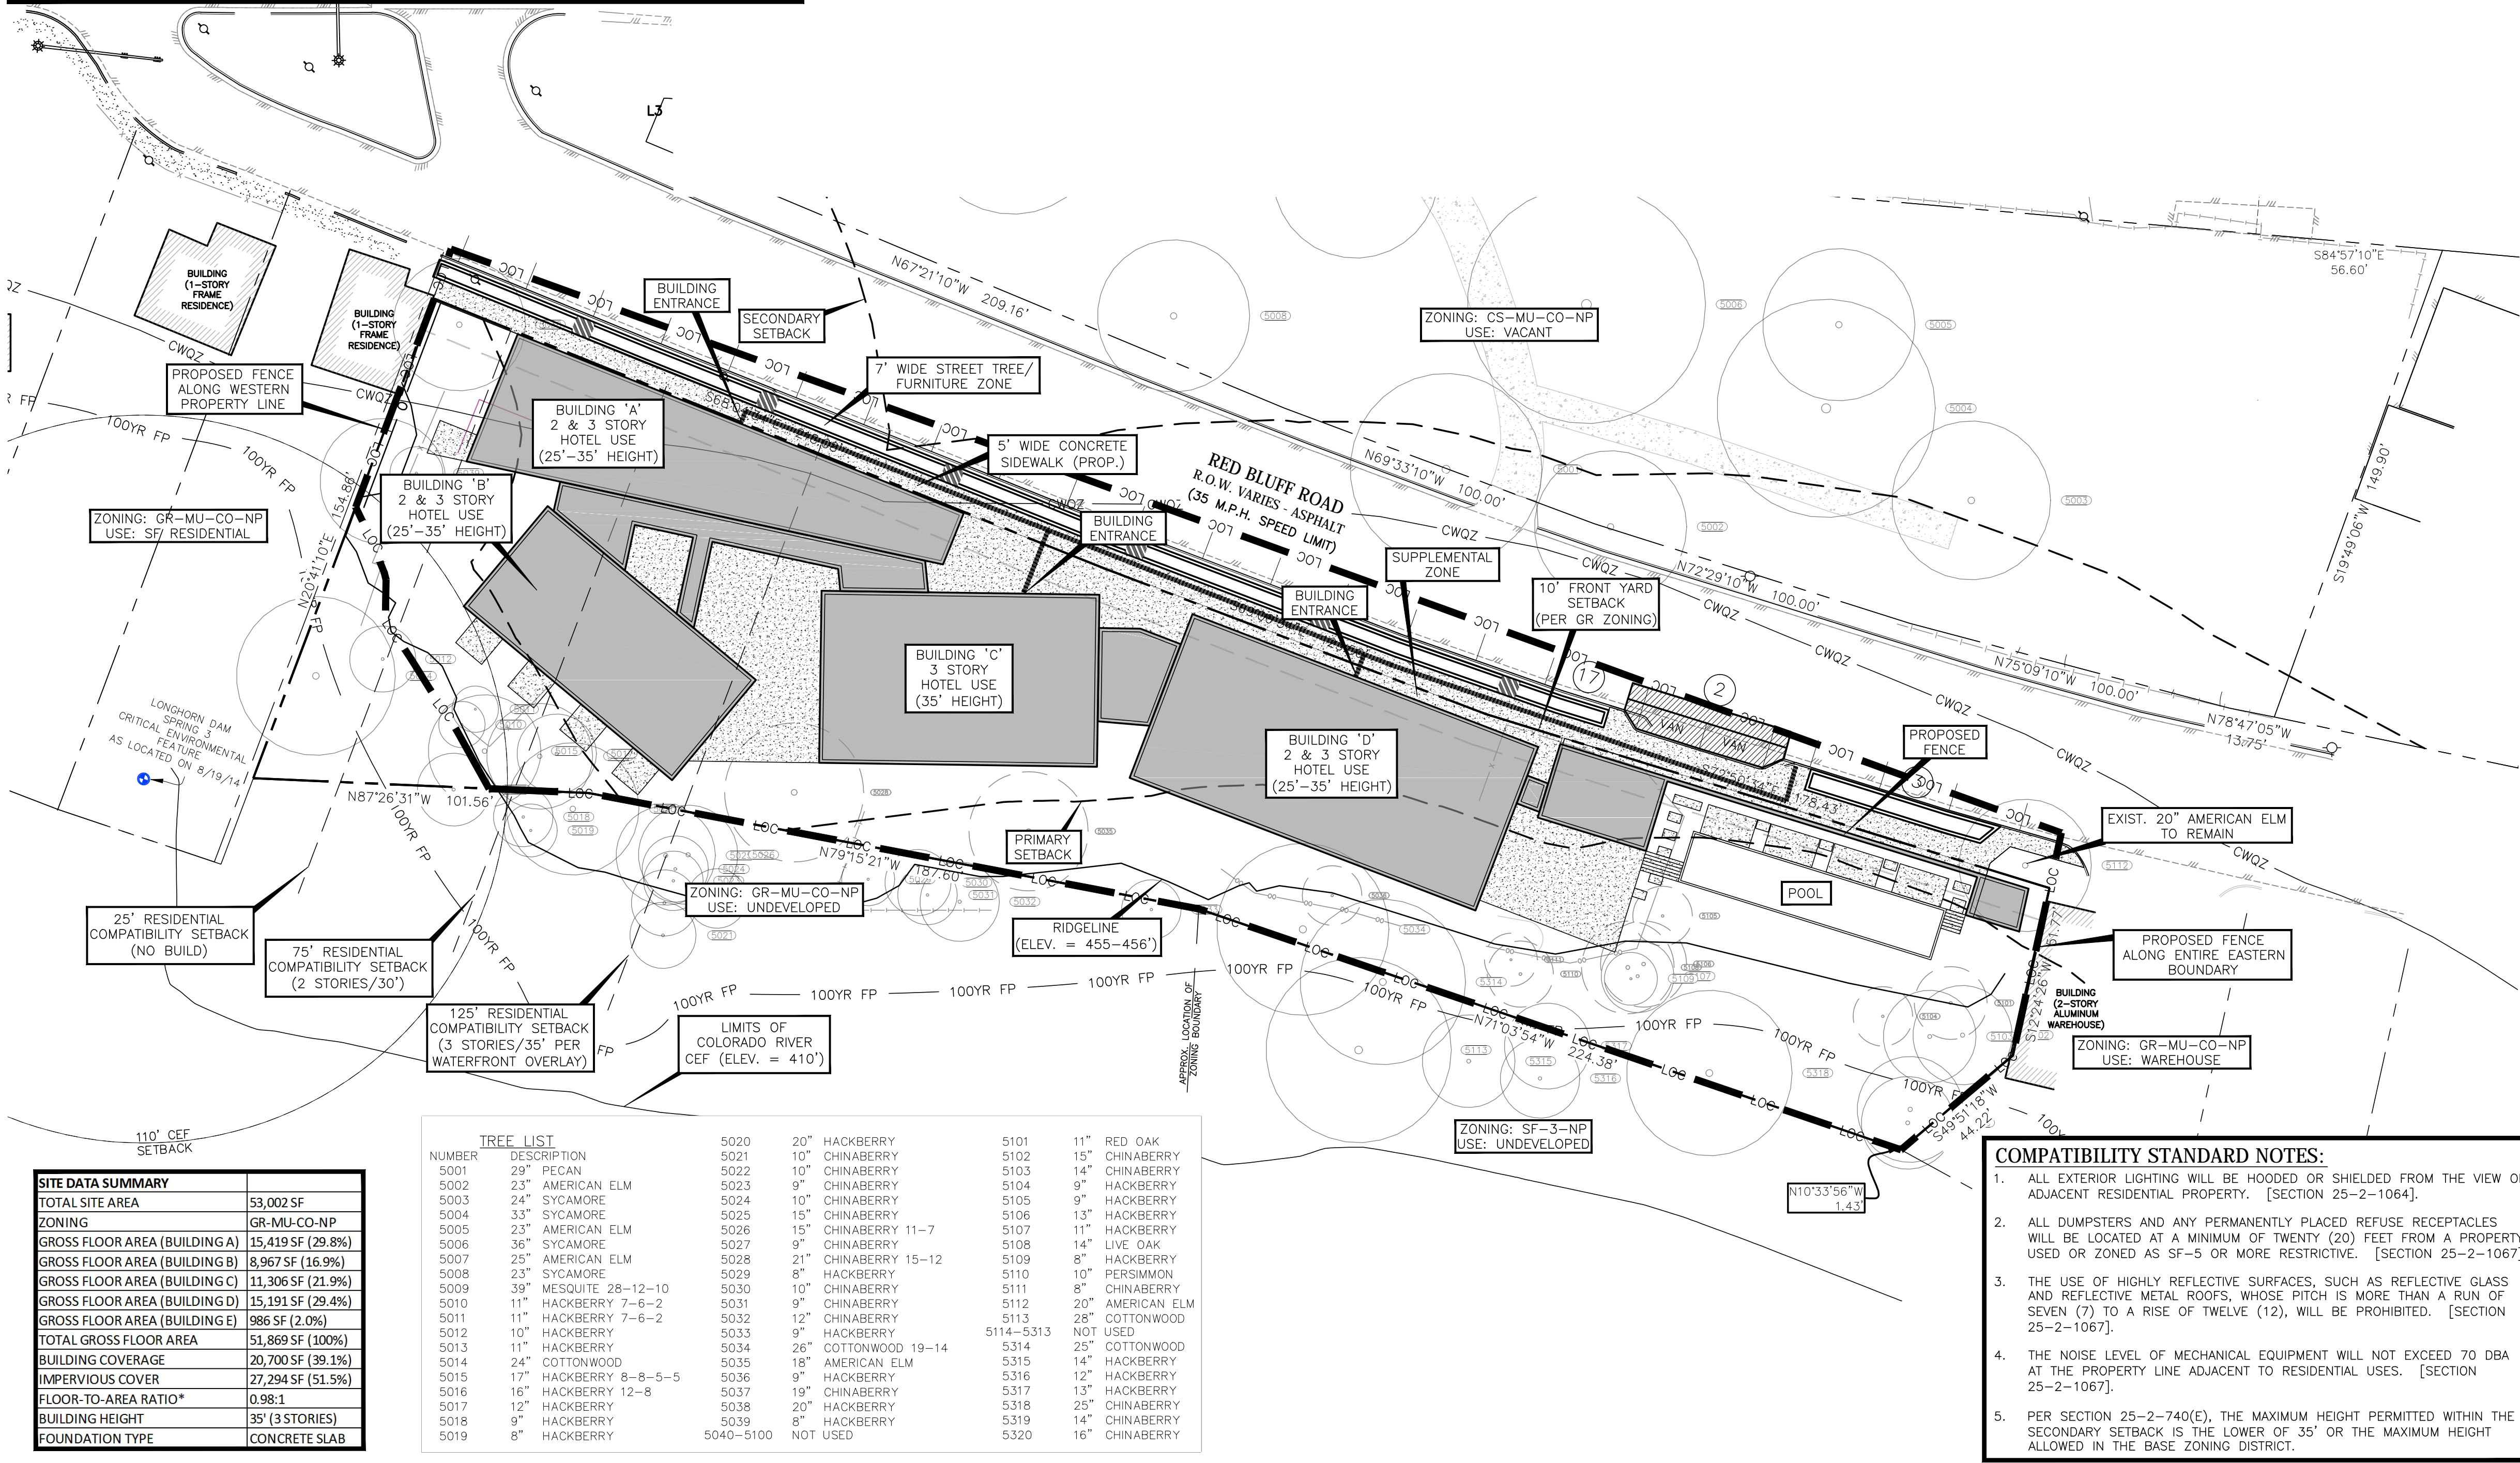 L3
BUILDING
(1-STORY
FRAME
RESIDENCE)
BUILDING
(1-STORY
FRAME
RESIDENCE)
BUILDING
ENTRANCE
SECONDARY
SETBACK
7' WIDE STREET TREE/
FURNITURE ZONE
N67°21'10"W 209.16'
ZONING: CS-MU-CO-NP
USE: VACANT
S84°57'10"E
56.60'
PROPOSED FENCE
ALONG WESTERN
PROPERTY LINE
BUILDING 'A'
2 & 3 STORY
HOTEL USE
(25'-35' HEIGHT)
5' WIDE CONCRETE
SIDEWALK (PROP.)
RED BLUFF ROAD
R.O.W. VARIES - ASPHALT
(35 M.P.H. SPEED LIMIT)
N69°33'10"W 100.00'
S19°49'06"W 149.90'
BUILDING 'B'
2 & 3 STORY
HOTEL USE
(25'-35' HEIGHT)
ZONING: GR-MU-CO-NP
USE: SF RESIDENTIAL
154.86'
N20°41'10"E
BUILDING
ENTRANCE
SUPPLEMENTAL
ZONE
BUILDING
ENTRANCE
10' FRONT YARD
SETBACK
(PER GR ZONING)
N72°29'10"W 100.00'
N75°09'10"W 100.00'
N78°47'05"W
13.75'
BUILDING 'C'
3 STORY
HOTEL USE
(35' HEIGHT)
BUILDING 'D'
2 & 3 STORY
HOTEL USE
(25'-35' HEIGHT)
17
2
3
VAN
VAN
S72°50'54"E 178.43'
PROPOSED
FENCE
EXIST. 20" AMERICAN ELM
TO REMAIN
LONGHORN DAM
SPRING 3
CRITICAL ENVIRONMENTAL
FEATURE
AS LOCATED ON 8/19/14
N87°26'31"W 101.56'
N79°15'21"W
187.60'
PRIMARY
SETBACK
POOL
ZONING: GR-MU-CO-NP
USE: UNDEVELOPED
RIDGELINE
(ELEV. = 455-456')
25' RESIDENTIAL
COMPATIBILITY SETBACK
(NO BUILD)
75' RESIDENTIAL
COMPATIBILITY SETBACK
(2 STORIES/30')
125' RESIDENTIAL
COMPATIBILITY SETBACK
(3 STORIES/35' PER
WATERFRONT OVERLAY)
LIMITS OF
COLORADO RIVER
CEF (ELEV. = 410')
APPROX. LOCATION OF
ZONING BOUNDARY
N71°03'54"W
224.38'
PROPOSED FENCE
ALONG ENTIRE EASTERN
BOUNDARY
51.77'
S12°24'26"W
BUILDING
(2-STORY
ALUMINUM
WAREHOUSE)
ZONING: GR-MU-CO-NP
USE: WAREHOUSE
ZONING: SF-3-NP
USE: UNDEVELOPED
S49°51'18"W
44.22'
N10°33'56"W
1.43'
110' CEF
SETBACK
SITE DATA SUMMARY
TOTAL SITE AREA 53,002 SF
ZONING GR-MU-CO-NP
GROSS FLOOR AREA (BUILDING A) 15,419 SF (29.8%)
GROSS FLOOR AREA (BUILDING B) 8,967 SF (16.9%)
GROSS FLOOR AREA (BUILDING C) 11,306 SF (21.9%)
GROSS FLOOR AREA (BUILDING D) 15,191 SF (29.4%)
GROSS FLOOR AREA (BUILDING E) 986 SF (2.0%)
TOTAL GROSS FLOOR AREA 51,869 SF (100%)
BUILDING COVERAGE 20,700 SF (39.1%)
IMPERVIOUS COVER 27,294 SF (51.5%)
FLOOR-TO-AREA RATIO* 0.98:1
BUILDING HEIGHT 35' (3 STORIES)
FOUNDATION TYPE CONCRETE SLAB
TREE LIST
NUMBER DESCRIPTION
5001 29" PECAN
5002 23" AMERICAN ELM
5003 24" SYCAMORE
5004 33" SYCAMORE
5005 23" AMERICAN ELM
5006 36" SYCAMORE
5007 25" AMERICAN ELM
5008 23" SYCAMORE
5009 39" MESQUITE 28-12-10
5010 11" HACKBERRY 7-6-2
5011 11" HACKBERRY 7-6-2
5012 10" HACKBERRY
5013 11" HACKBERRY
5014 24" COTTONWOOD
5015 17" HACKBERRY 8-8-5-5
5016 16" HACKBERRY 12-8
5017 12" HACKBERRY
5018 9" HACKBERRY
5019 8" HACKBERRY
5020 20" HACKBERRY
5021 10" CHINABERRY
5022 10" CHINABERRY
5023 9" CHINABERRY
5024 10" CHINABERRY
5025 15" CHINABERRY
5026 15" CHINABERRY 11-7
5027 9" CHINABERRY
5028 21" CHINABERRY 15-12
5029 8" HACKBERRY
5030 10" CHINABERRY
5031 9" CHINABERRY
5032 12" CHINABERRY
5033 9" HACKBERRY
5034 26" COTTONWOOD 19-14
5035 18" AMERICAN ELM
5036 9" HACKBERRY
5037 19" CHINABERRY
5038 20" HACKBERRY
5039 8" HACKBERRY
5040-5100 NOT USED
5101 11" RED OAK
5102 15" CHINABERRY
5103 14" CHINABERRY
5104 9" HACKBERRY
5105 9" HACKBERRY
5106 13" HACKBERRY
5107 11" HACKBERRY
5108 14" LIVE OAK
5109 8" HACKBERRY
5110 10" PERSIMMON
5111 8" CHINABERRY
5112 20" AMERICAN ELM
5113 28" COTTONWOOD
5114-5313 NOT USED
5314 25" COTTONWOOD
5315 14" HACKBERRY
5316 12" HACKBERRY
5317 13" HACKBERRY
5318 25" CHINABERRY
5319 14" CHINABERRY
5320 16" CHINABERRY
COMPATIBILITY STANDARD NOTES:
1. ALL EXTERIOR LIGHTING WILL BE HOODED OR SHIELDED FROM THE VIEW OF
ADJACENT RESIDENTIAL PROPERTY. [SECTION 25-2-1064].
2. ALL DUMPSTERS AND ANY PERMANENTLY PLACED REFUSE RECEPTACLES
WILL BE LOCATED AT A MINIMUM OF TWENTY (20) FEET FROM A PROPERTY
USED OR ZONED AS SF-5 OR MORE RESTRICTIVE. [SECTION 25-2-1067]
3. THE USE OF HIGHLY REFLECTIVE SURFACES, SUCH AS REFLECTIVE GLASS
AND REFLECTIVE METAL ROOFS, WHOSE PITCH IS MORE THAN A RUN OF
SEVEN (7) TO A RISE OF TWELVE (12), WILL BE PROHIBITED. [SECTION
25-2-1067].
4. THE NOISE LEVEL OF MECHANICAL EQUIPMENT WILL NOT EXCEED 70 DBA
AT THE PROPERTY LINE ADJACENT TO RESIDENTIAL USES. [SECTION
25-2-1067].
5. PER SECTION 25-2-740(E), THE MAXIMUM HEIGHT PERMITTED WITHIN THE
SECONDARY SETBACK IS THE LOWER OF 35' OR THE MAXIMUM HEIGHT
ALLOWED IN THE BASE ZONING DISTRICT.